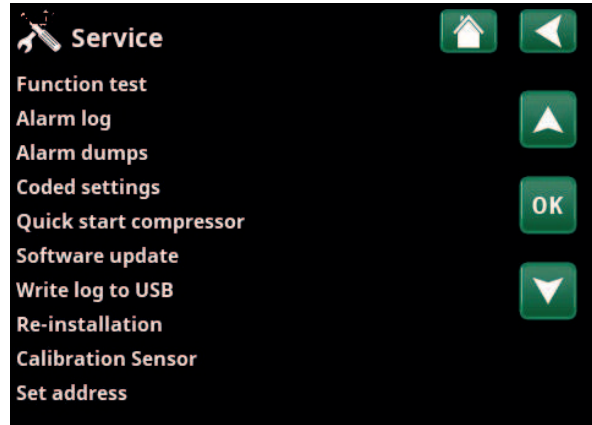 Service
Function test
Alarm log
Alarm dumps
Coded settings
OK
Quick start compressor
Software update
Write log to USB
Re-installation
Calibration Sensor
Set address